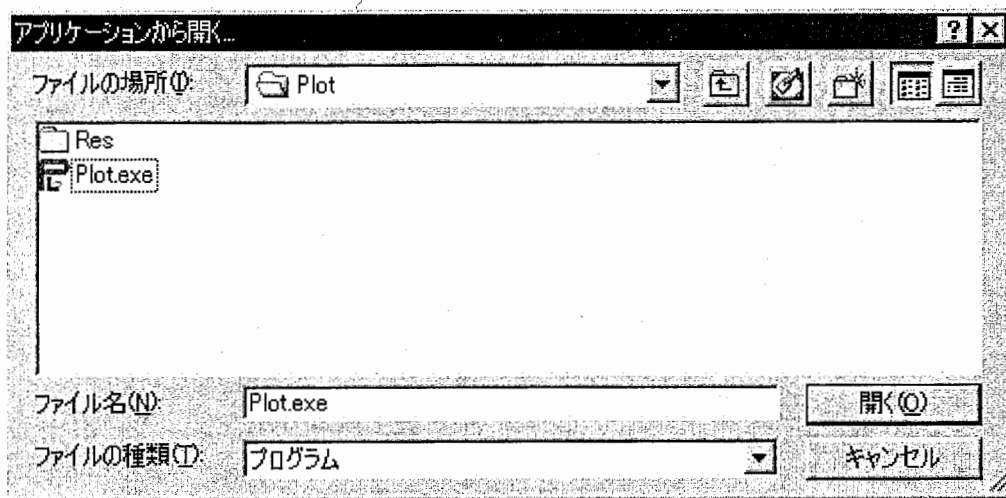 アプリケーションから開く...
ファイルの場所(I):
Plot
Res
Plot.exe
ファイル名(N):
Plot.exe
開く(O)
ファイルの種類(T):
プログラム
キャンセル